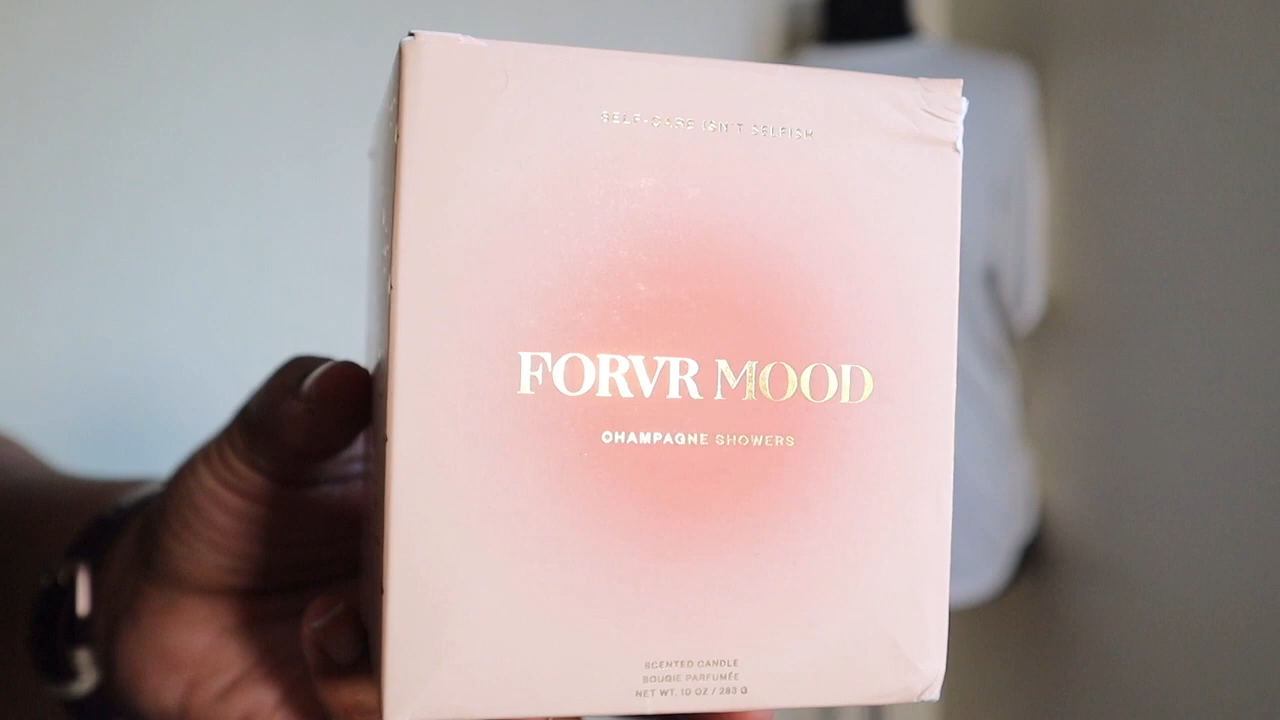 SELF-CARE ISN'T SELFISH
FORVR MOOD
CHAMPAGNE SHOWERS
SCENTED CANDLE
BOUGIE PARFUMÉE
NET WT. 10 OZ / 283 G